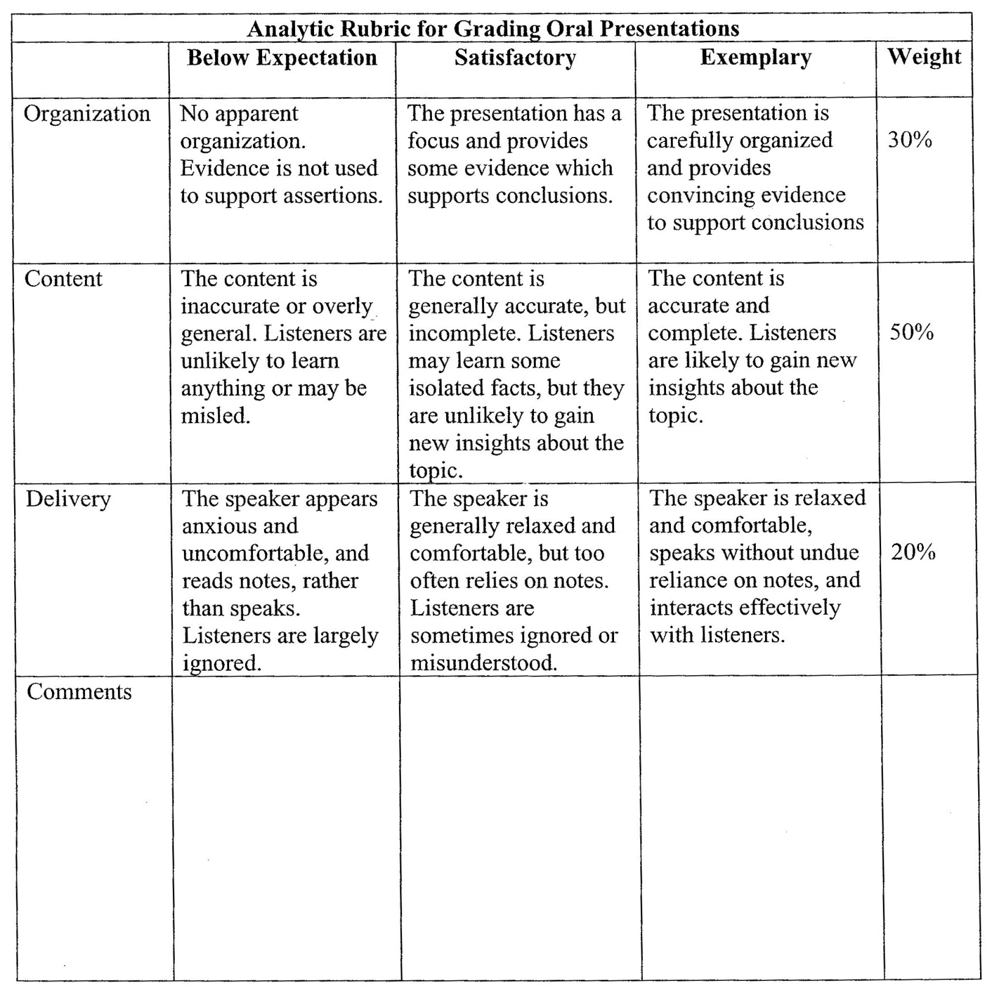 Analytic Rubric for Grading Oral Presentations
Below Expectation Satisfactory Exemplary Weight
Organization
No apparent
organization.
Evidence is not used
to support assertions.
The presentation has a
focus and provides
some evidence which
supports conclusions.
The presentation is
carefully organized
and provides
convincing evidence
to support conclusions
30%
Content
The content is
inaccurate or overly
general. Listeners are
unlikely to learn
anything or may be
misled.
The content is
generally accurate, but
incomplete. Listeners
may learn some
isolated facts, but they
are unlikely to gain
new insights about the
topic.
The content is
accurate and
complete. Listeners
are likely to gain new
insights about the
topic.
50%
Delivery
The speaker appears
anxious and
uncomfortable, and
reads notes, rather
than speaks.
Listeners are largely
ignored.
The speaker is
generally relaxed and
comfortable, but too
often relies on notes.
Listeners are
sometimes ignored or
misunderstood.
The speaker is relaxed
and comfortable,
speaks without undue
reliance on notes, and
interacts effectively
with listeners.
20%
Comments